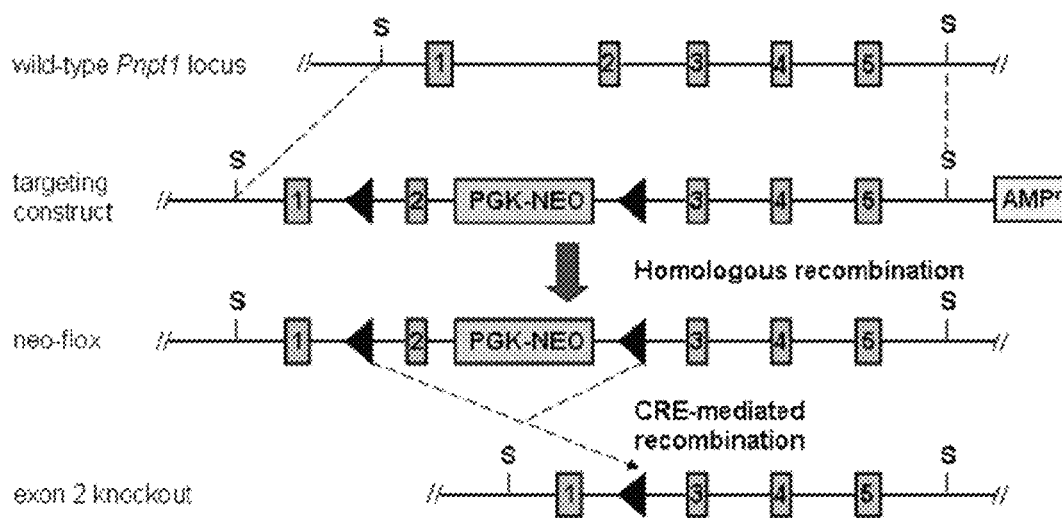 S S
wild-type Pnpt1 locus // 1 2 3 4 5 //
S S
targeting
construct // 1 2 PGK-NEO 3 4 5 AMPr
Homologous recombination
S S
neo-flox // 1 2 PGK-NEO 3 4 5 //
CRE-mediated
recombination
S S
exon 2 knockout // 1 3 4 5 //